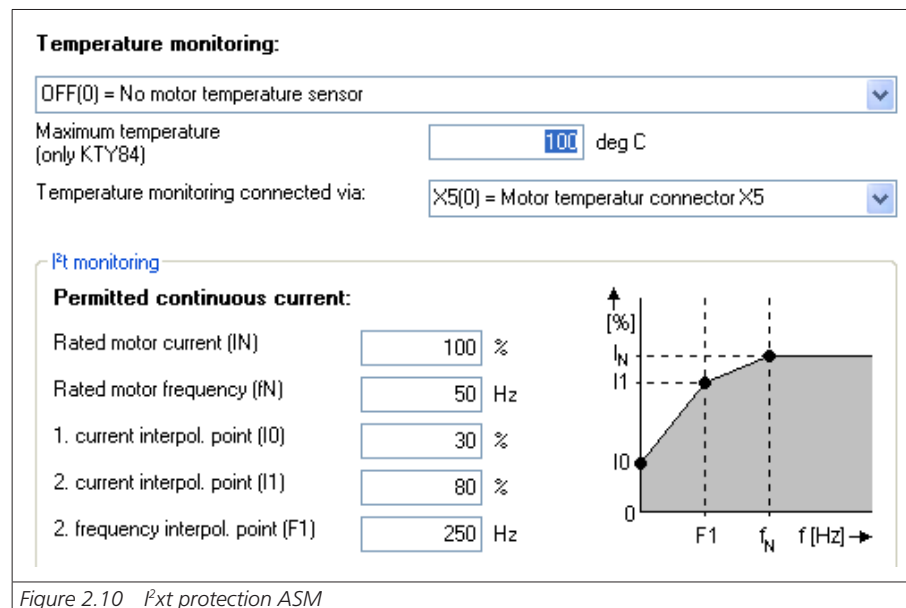 Temperature monitoring:
OFF(0) = No motor temperature sensor
Maximum temperature
(only KTY84)
100 deg C
Temperature monitoring connected via:
X5(0) = Motor temperatur connector X5
I²t monitoring
Permitted continuous current:
Rated motor current (IN) 100 %
Rated motor frequency (fN) 50 Hz
1. current interpol. point (I0) 30 %
2. current interpol. point (I1) 80 %
2. frequency interpol. point (F1) 250 Hz
[%]
IN
I1
I0
0
F1 fN f [Hz]
Figure 2.10 I²xt protection ASM